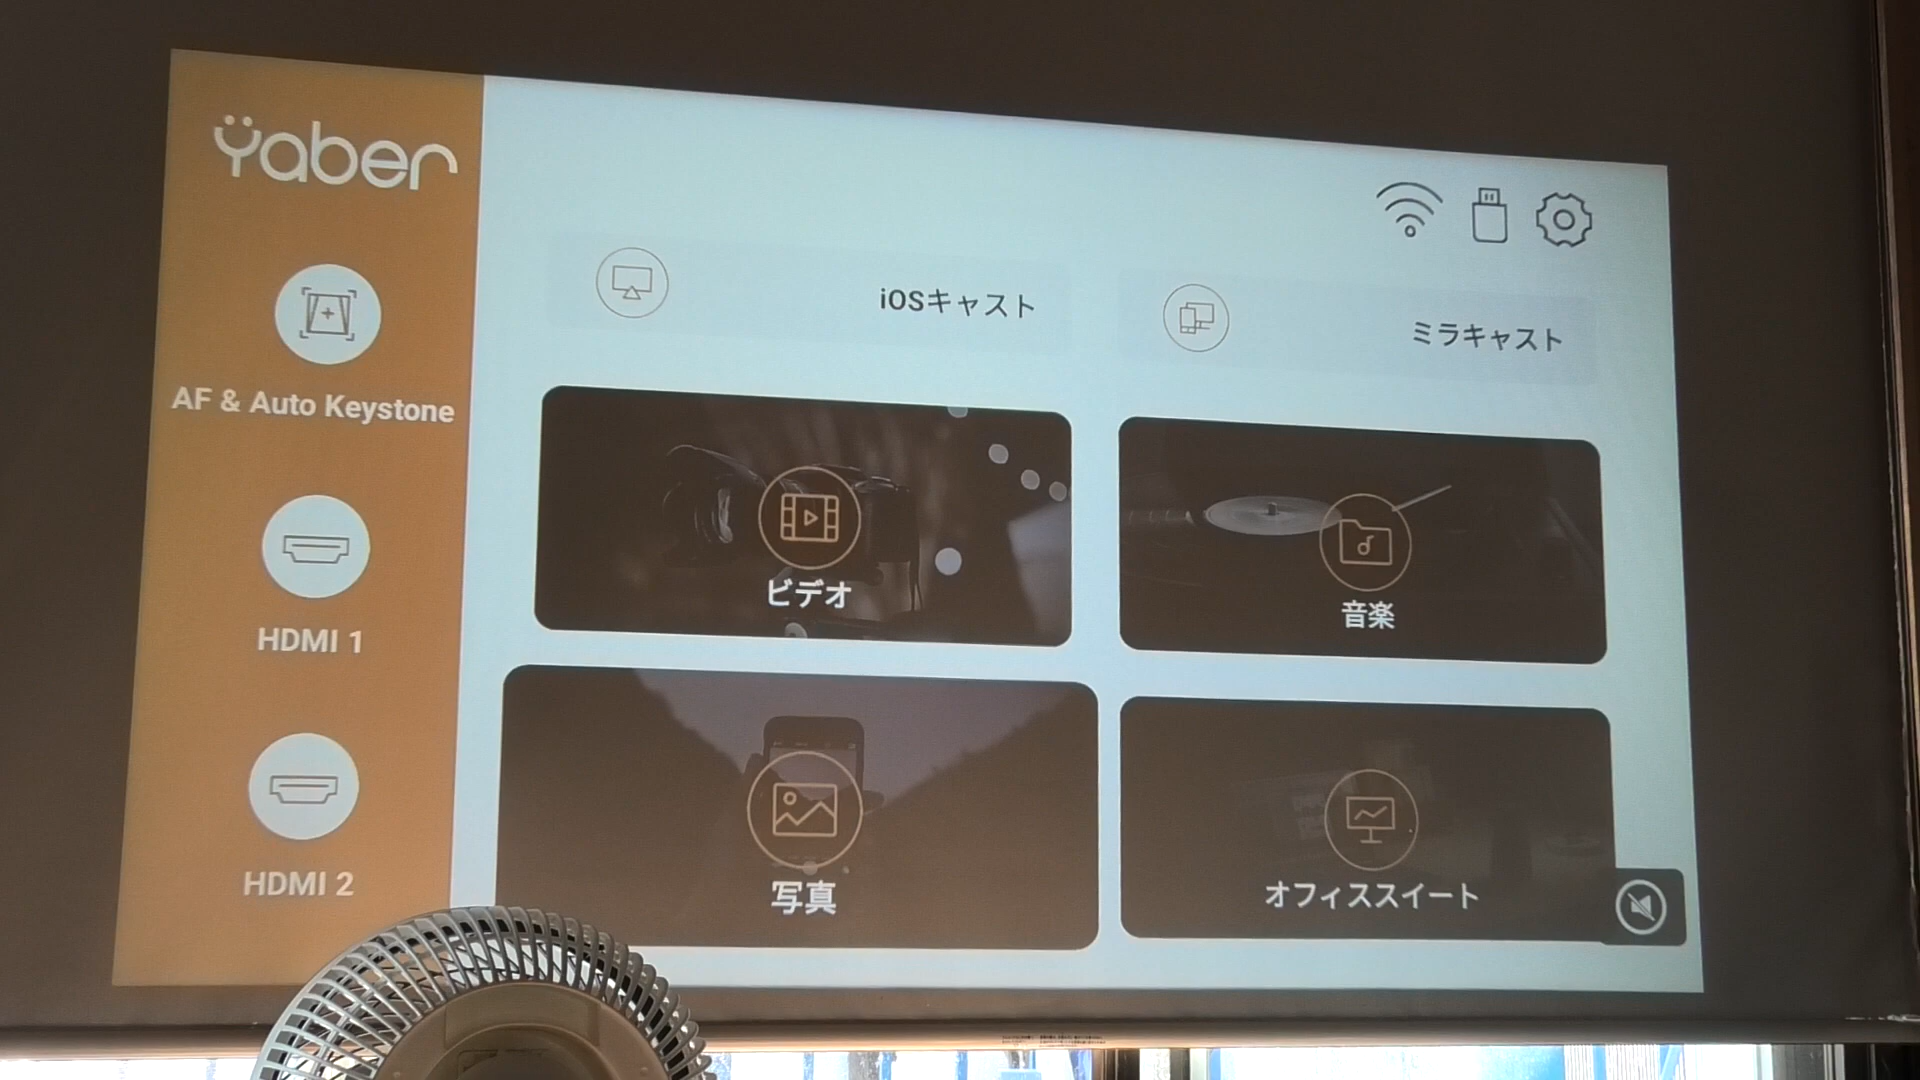 Yaber
AF & Auto Keystone
HDMI 1
HDMI 2
iOSキャスト
ミラキャスト
ビデオ
音楽
写真
オフィススイート